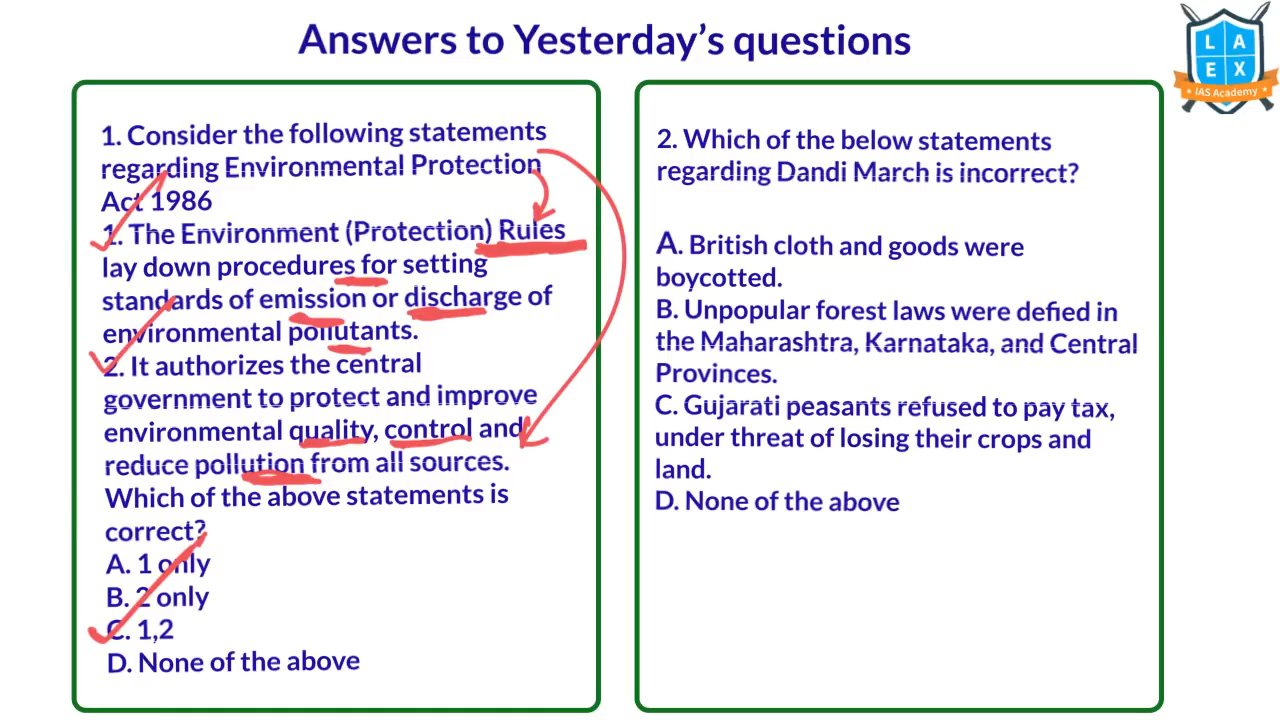 Answers to Yesterday's questions
L A
E X
IAS Academy
1. Consider the following statements
regarding Environmental Protection
Act 1986
1. The Environment (Protection) Rules
lay down procedures for setting
standards of emission or discharge of
environmental pollutants.
2. It authorizes the central
government to protect and improve
environmental quality, control and
reduce pollution from all sources.
Which of the above statements is
correct?
A. 1 only
B. 2 only
C. 1,2
D. None of the above
2. Which of the below statements
regarding Dandi March is incorrect?
A. British cloth and goods were
boycotted.
B. Unpopular forest laws were defied in
the Maharashtra, Karnataka, and Central
Provinces.
C. Gujarati peasants refused to pay tax,
under threat of losing their crops and
land.
D. None of the above